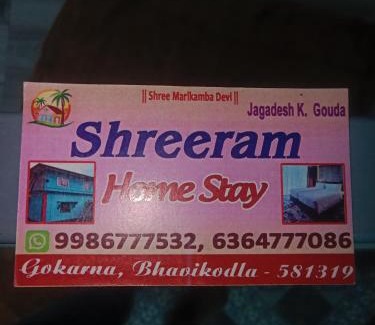 || Shree Marikamba Devi ||
Jagadesh K. Gouda
Shreeram
Home Stay
9986777532, 6364777086
Gokarna, Bhavikodla - 581319